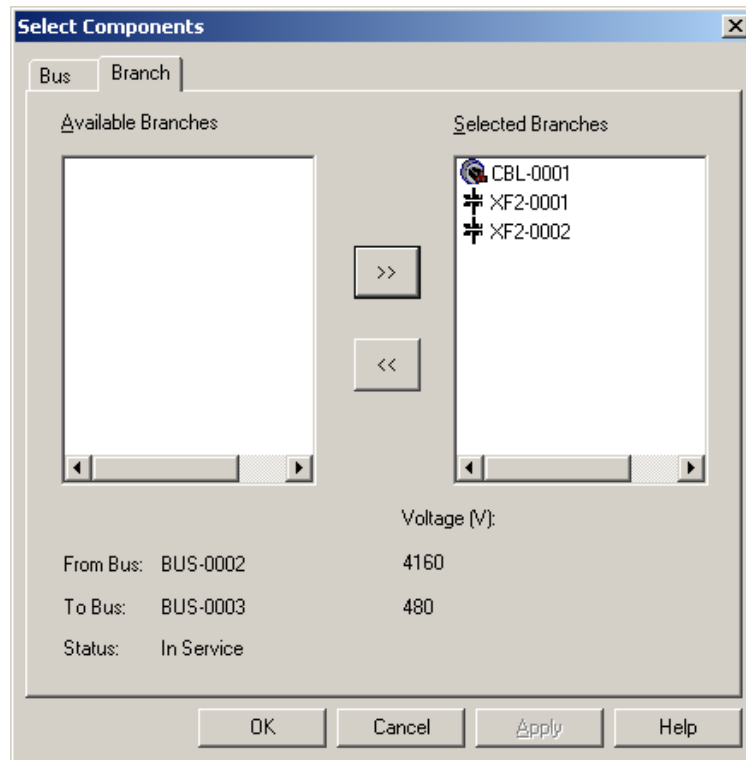 Select Components
Bus Branch
Available Branches Selected Branches
CBL-0001
XF2-0001
XF2-0002
>>
<<
Voltage (V):
From Bus: BUS-0002 4160
To Bus: BUS-0003 480
Status: In Service
OK Cancel Apply Help